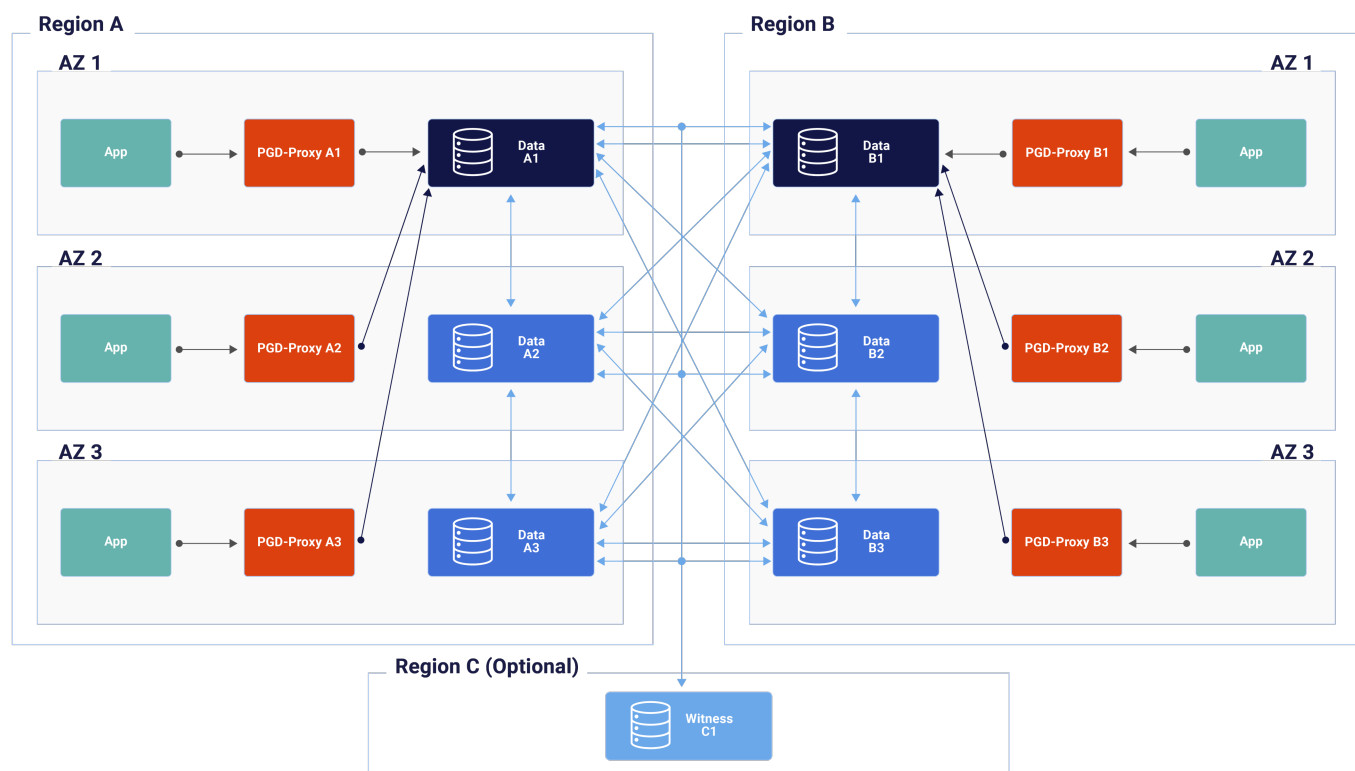 Region A
Region B
AZ 1
AZ 1
App
PGD-Proxy A1
Data
A1
Data
B1
PGD-Proxy B1
App
AZ 2
AZ 2
App
PGD-Proxy A2
Data
A2
Data
B2
PGD-Proxy B2
App
AZ 3
AZ 3
App
PGD-Proxy A3
Data
A3
Data
B3
PGD-Proxy B3
App
Region C (Optional)
Witness
C1